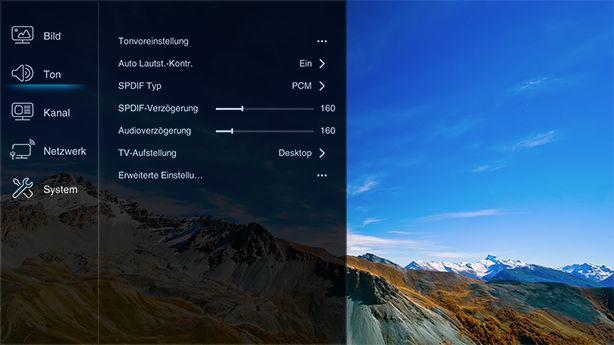 Bild
Ton
Kanal
Netzwerk
System
Tonvoreinstellung ...
Auto Lautst.-Kontr. Ein
SPDIF Typ PCM
SPDIF-Verzögerung 160
Audioverzögerung 160
TV-Aufstellung Desktop
Erweiterte Einstellu... ...